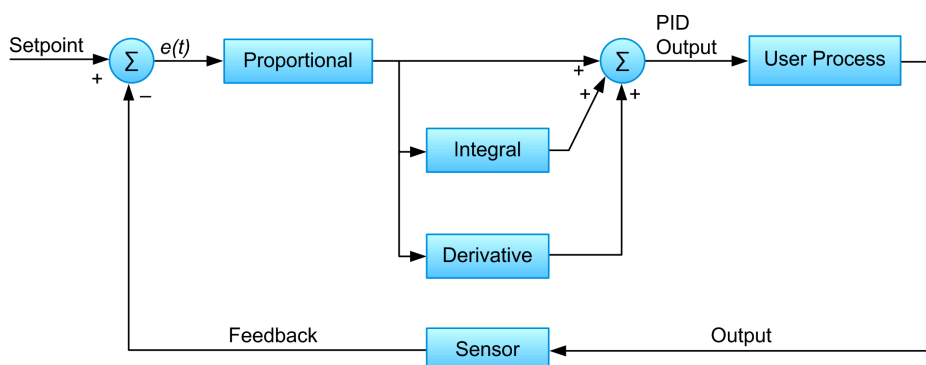 Setpoint
+
Σ
–
e(t)
Proportional
+
+
+
Σ
PID
Output
User Process
Integral
Derivative
Feedback
Sensor
Output